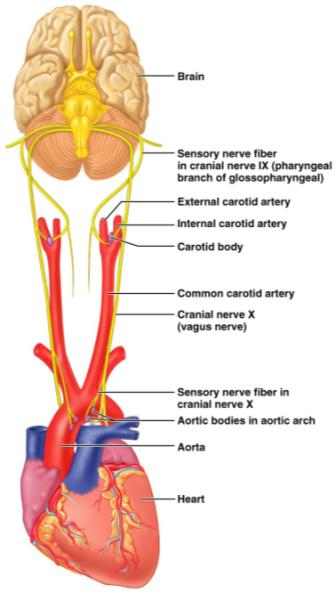 Brain
Sensory nerve fiber
in cranial nerve IX (pharyngeal
branch of glossopharyngeal)
External carotid artery
Internal carotid artery
Carotid body
Common carotid artery
Cranial nerve X
(vagus nerve)
Sensory nerve fiber in
cranial nerve X
Aortic bodies in aortic arch
Aorta
Heart